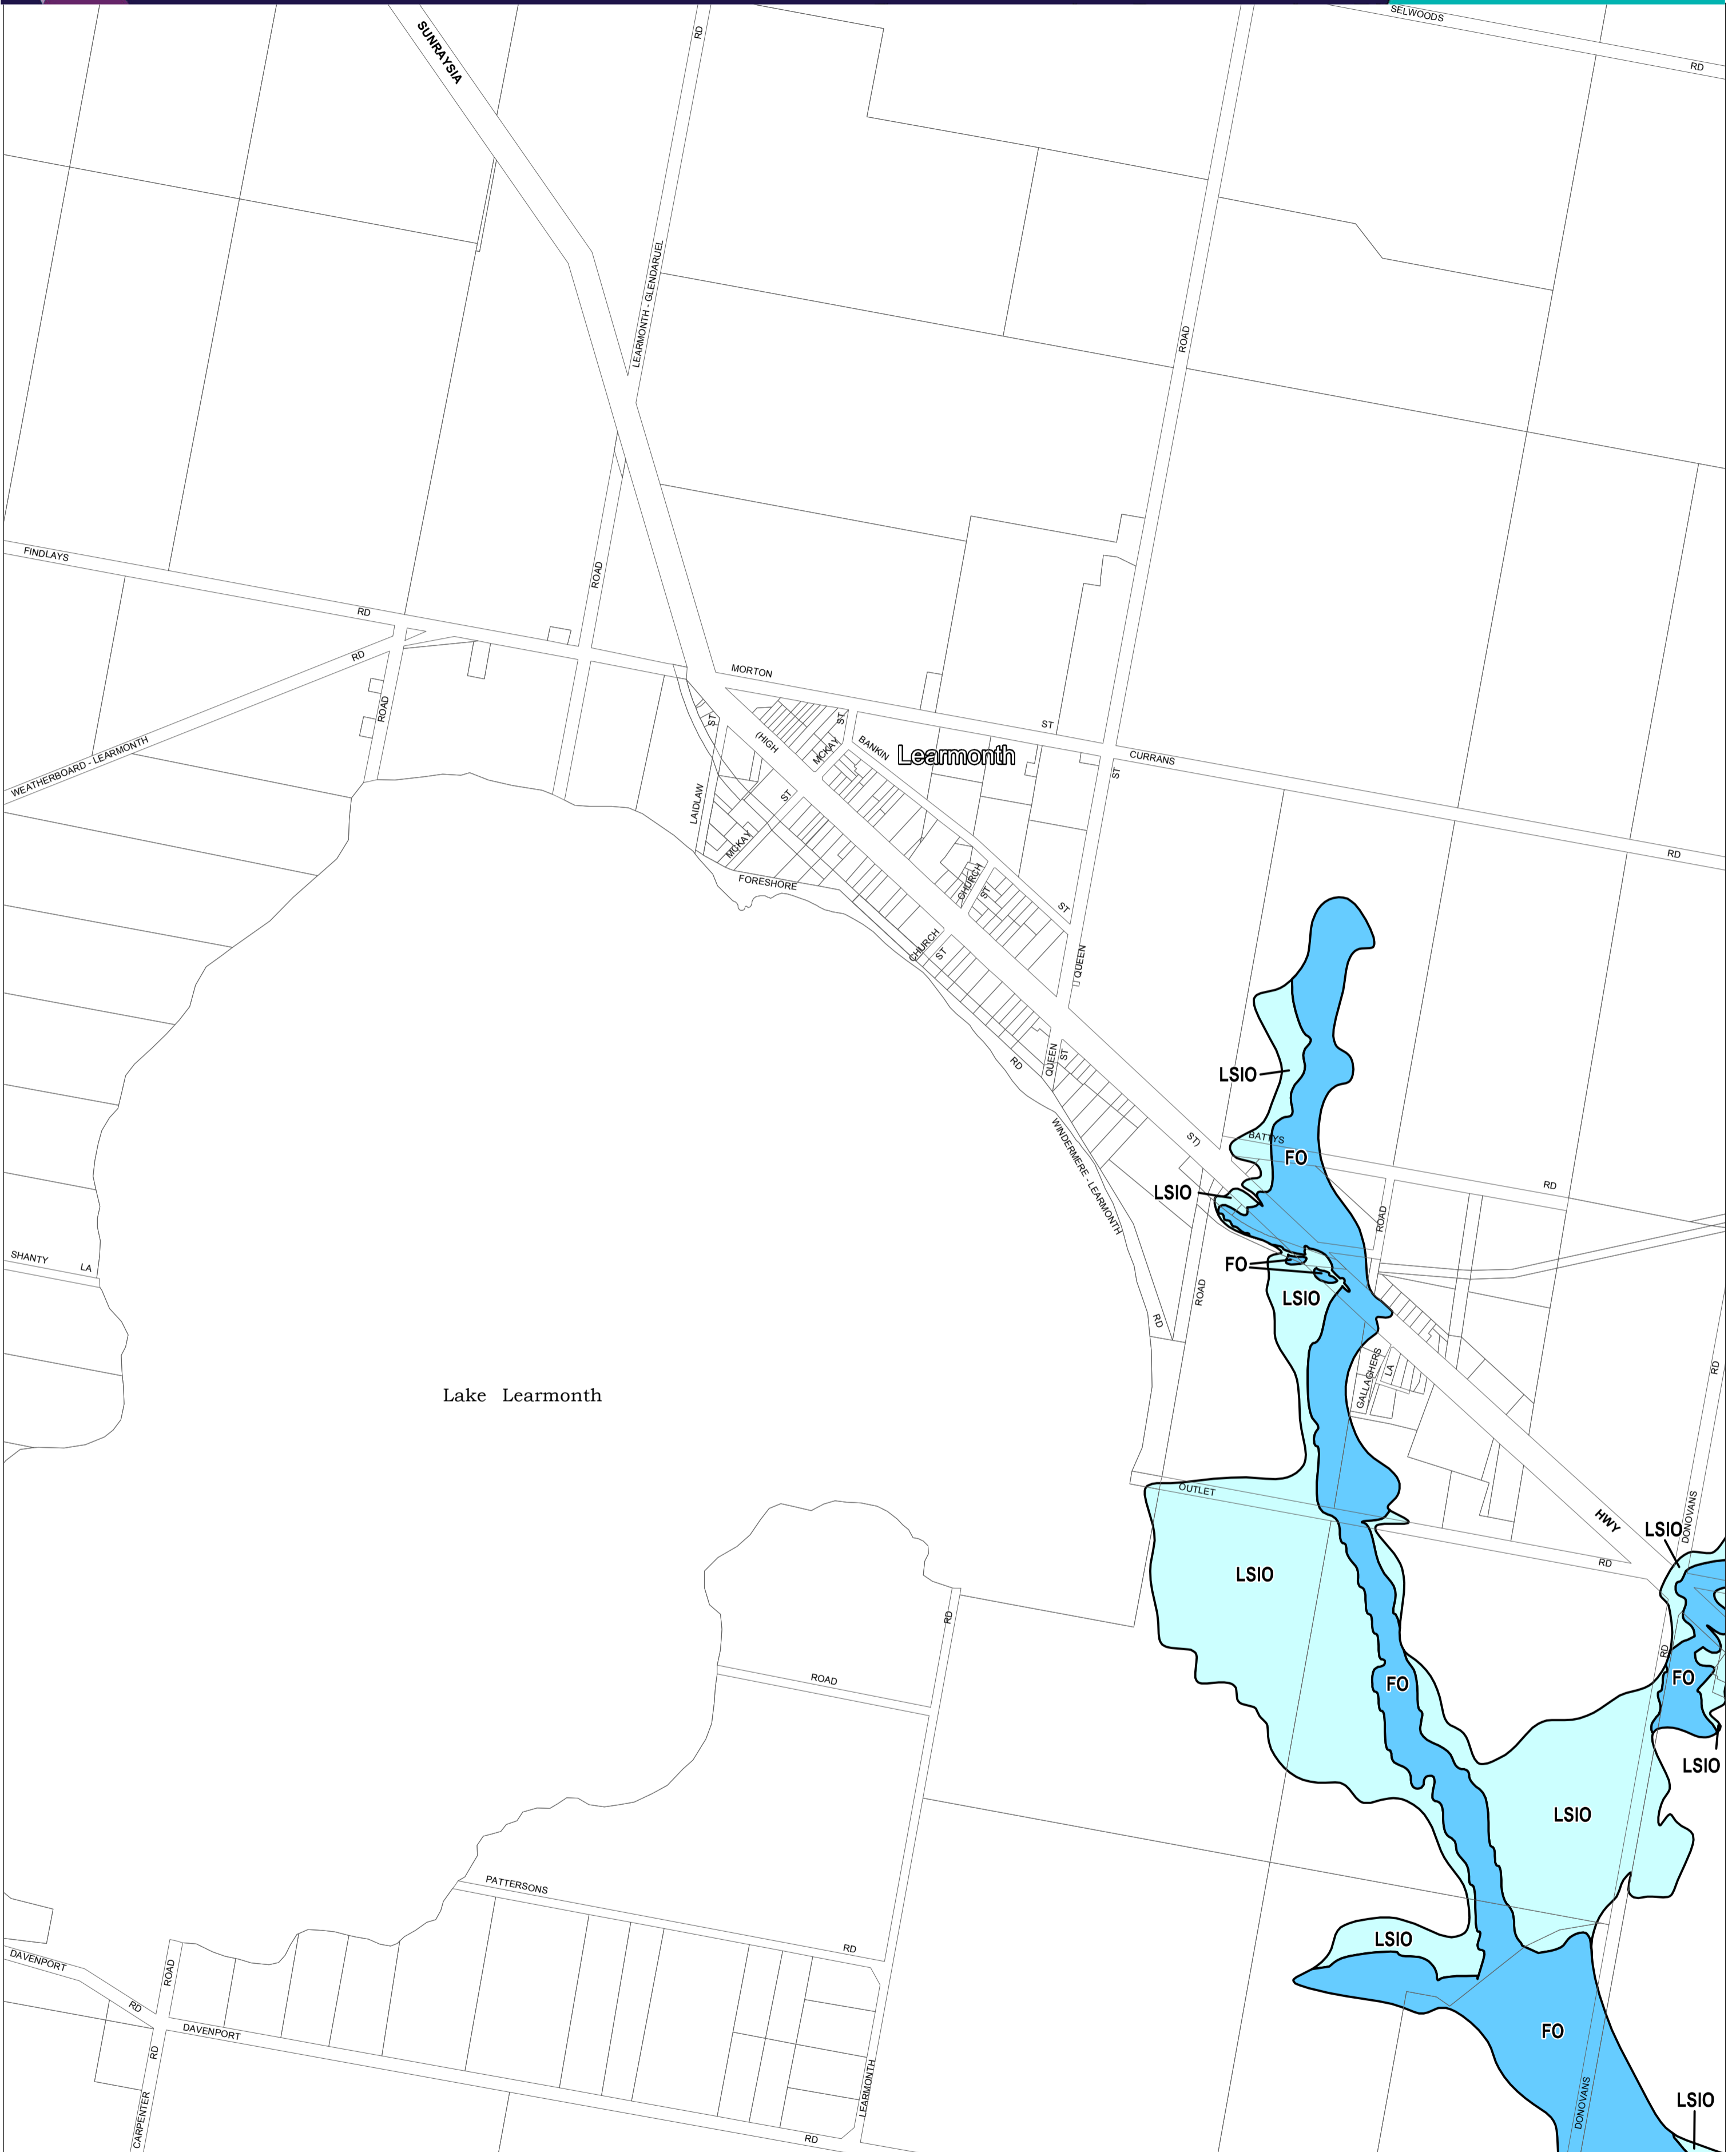 SELWOODS
RD
SUNRAYSIA
RD
LEARMONTH - GLENDARUEL
ROAD
FINDLAYS
RD
ROAD
RD
WEATHERBOARD - LEARMONTH
ROAD
MORTON
ST
ST
(HIGH
MCKAY
ST
BANKIN
Learmonth
CURRANS
RD
ST
LAIDLAW
ST
MCKAY
FORESHORE
CHURCH
ST
ST
CHURCH
ST
QUEEN
QUEEN
ST
RD
WINDERMERE - LEARMONTH
RD
LSIO
ST)
BATTYS
RD
FO
LSIO
ROAD
FO
LSIO
ROAD
SHANTY
LA
GALLAGHERS
LA
RD
Lake Learmonth
OUTLET
RD
HWY
DONOVANS
LSIO
LSIO
RD
ROAD
RD
FO
FO
LSIO
LSIO
PATTERSONS
RD
LSIO
DAVENPORT
RD
ROAD
DAVENPORT
RD
RD
CARPENTER
LEARMONTH
FO
DONOVANS
LSIO